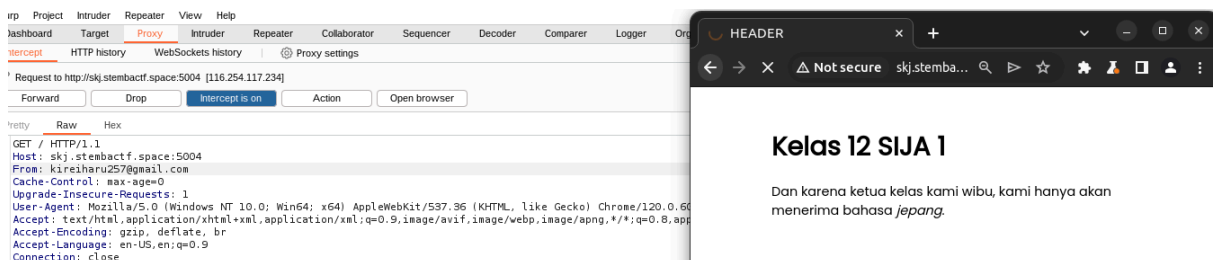 urp Project Intruder Repeater View Help
Dashboard Target Proxy Intruder Repeater Collaborator Sequencer Decoder Comparer Logger Org
ntercept HTTP history WebSockets history Proxy settings
Request to http://skj.stembactf.space:5004 [116.254.117.234]
Forward Drop Intercept is on Action Open browser
Pretty Raw Hex
GET / HTTP/1.1
Host: skj.stembactf.space:5004
From: kireiharu257@gmail.com
Cache-Control: max-age=0
Upgrade-Insecure-Requests: 1
User-Agent: Mozilla/5.0 (Windows NT 10.0; Win64; x64) AppleWebKit/537.36 (KHTML, like Gecko) Chrome/120.0.60
Accept: text/html,application/xhtml+xml,application/xml;q=0.9,image/avif,image/webp,image/apng,*/*;q=0.8,app
Accept-Encoding: gzip, deflate, br
Accept-Language: en-US,en;q=0.9
Connection: close
HEADER
Not secure skj.stemba...
Kelas 12 SIJA 1
Dan karena ketua kelas kami wibu, kami hanya akan
menerima bahasa jepang.